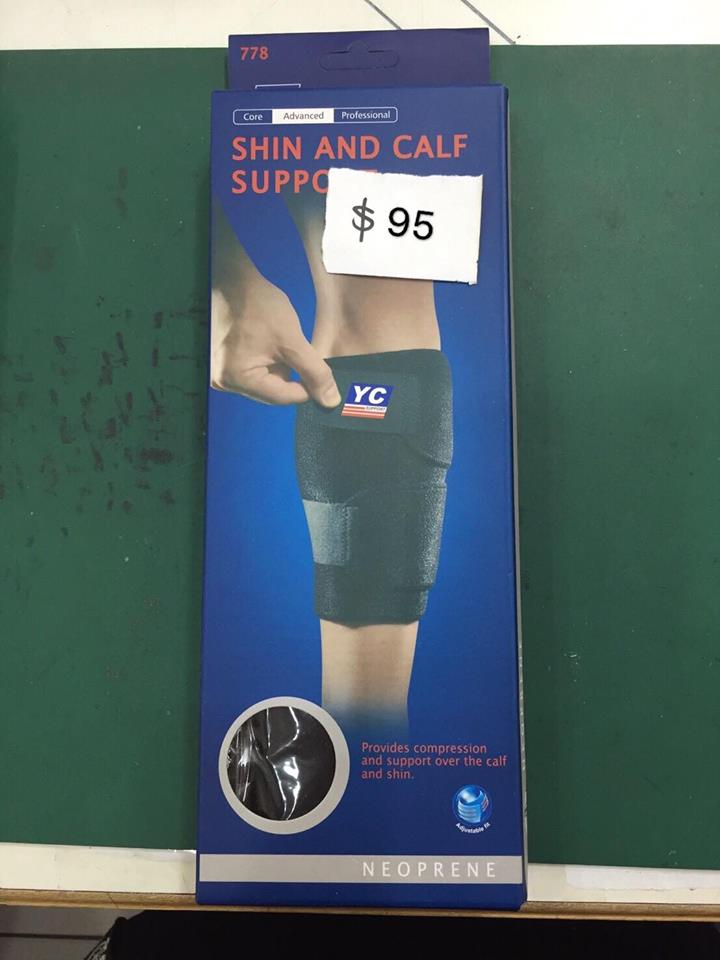 778
Core Advanced Professional
SHIN AND CALF
SUPPO
$ 95
YC
SUPPORT
Provides compression
and support over the calf
and shin.
Adjustable fit
NEOPRENE